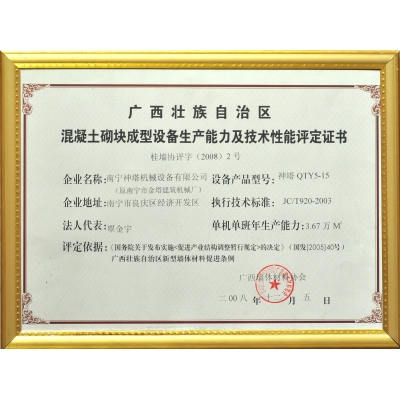 广西壮族自治区
混凝土砌块成型设备生产能力及技术性能评定证书
桂墙协评字（2008）2号
企业名称：南宁神塔机械设备有限公司 设备产品型号：神塔 QTY5-15
（原南宁市金塔建筑机械厂）
企业地址：南宁市良庆区经济开发区 执行技术标准：JC/T920-2003
法人代表：覃金宇 单机单班年生产能力：3.67万M³
评定依据：《国务院关于发布实施<促进产业结构调整暂行规定>的决定》（国发[2005]40号）
广西壮族自治区新型墙体材料促进条例
广西墙体材料协会
二00八年十二月五日